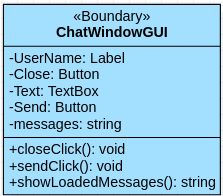 «Boundary»
ChatWindowGUI
-UserName: Label
-Close: Button
-Text: TextBox
-Send: Button
-messages: string
+closeClick(): void
+sendClick(): void
+showLoadedMessages(): string